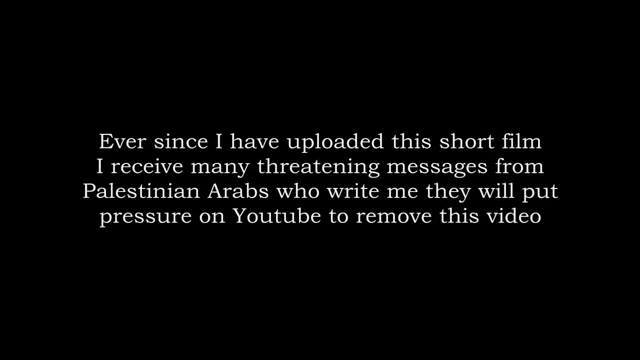 Ever since I have uploaded this short film
I receive many threatening messages from
Palestinian Arabs who write me they will put
pressure on Youtube to remove this video